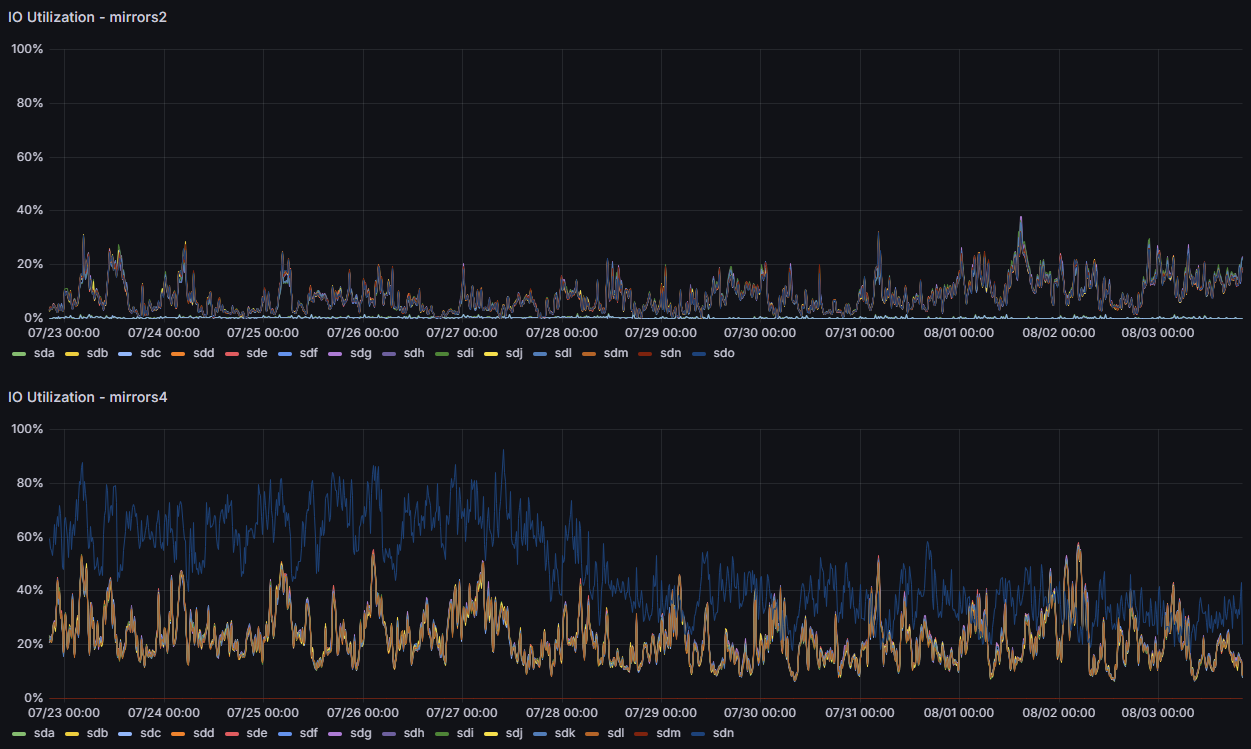 IO Utilization - mirrors2
100%
80%
60%
40%
20%
0%
07/23 00:00 07/24 00:00 07/25 00:00 07/26 00:00 07/27 00:00 07/28 00:00 07/29 00:00 07/30 00:00 07/31 00:00 08/01 00:00 08/02 00:00 08/03 00:00
sda sdb sdc sdd sde sdf sdg sdh sdi sdj sdl sdm sdn sdo
IO Utilization - mirrors4
100%
80%
60%
40%
20%
0%
07/23 00:00 07/24 00:00 07/25 00:00 07/26 00:00 07/27 00:00 07/28 00:00 07/29 00:00 07/30 00:00 07/31 00:00 08/01 00:00 08/02 00:00 08/03 00:00
sda sdb sdc sdd sde sdf sdg sdh sdi sdj sdk sdl sdm sdn